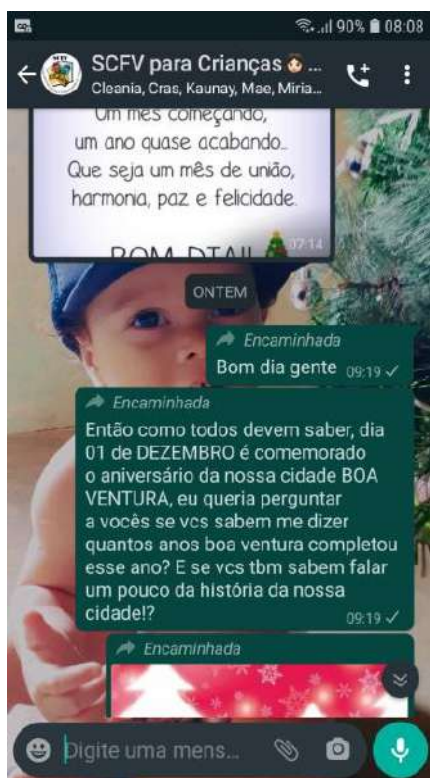 90% 08:08
SCFV para Crianças ...
Cleania, Cras, Kaunay, Mae, Miria...
Um mês começando,
um ano quase acabando..
Que seja um mês de união,
harmonia, paz e felicidade.
BOM DIA!!
07:14
ONTEM
Encaminhada
Bom dia gente 09:19
Encaminhada
Então como todos devem saber, dia
01 de DEZEMBRO é comemorado
o aniversário da nossa cidade BOA
VENTURA, eu queria perguntar
a vocês se vcs sabem me dizer
quantos anos boa ventura completou
esse ano? E se vcs tbm sabem falar
um pouco da história da nossa
cidade!? 09:19
Encaminhada
Digite uma mens...